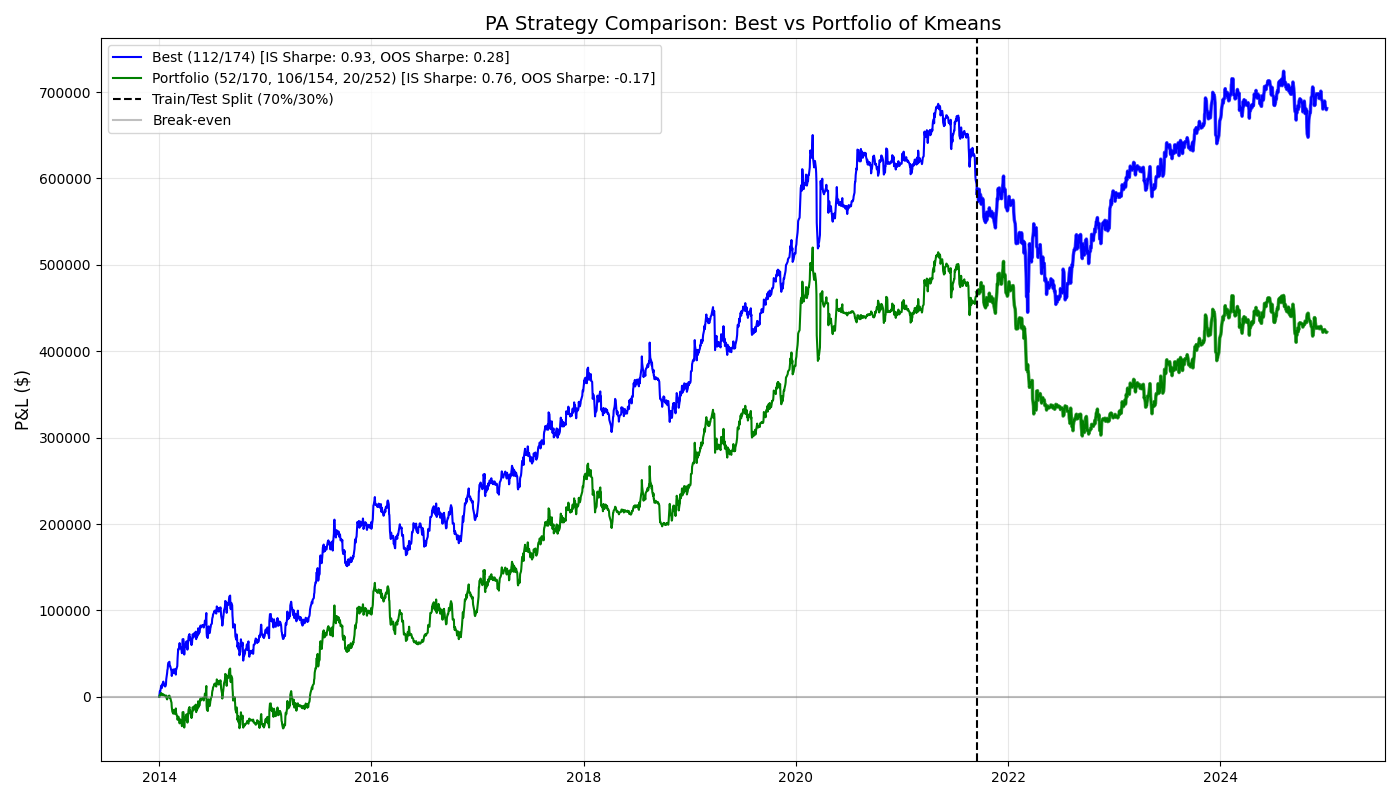 PA Strategy Comparison: Best vs Portfolio of Kmeans
Best (112/174) [IS Sharpe: 0.93, OOS Sharpe: 0.28]
Portfolio (52/170, 106/154, 20/252) [IS Sharpe: 0.76, OOS Sharpe: -0.17]
Train/Test Split (70%/30%)
Break-even
P&L ($)
700000
600000
500000
400000
300000
200000
100000
0
2014 2016 2018 2020 2022 2024